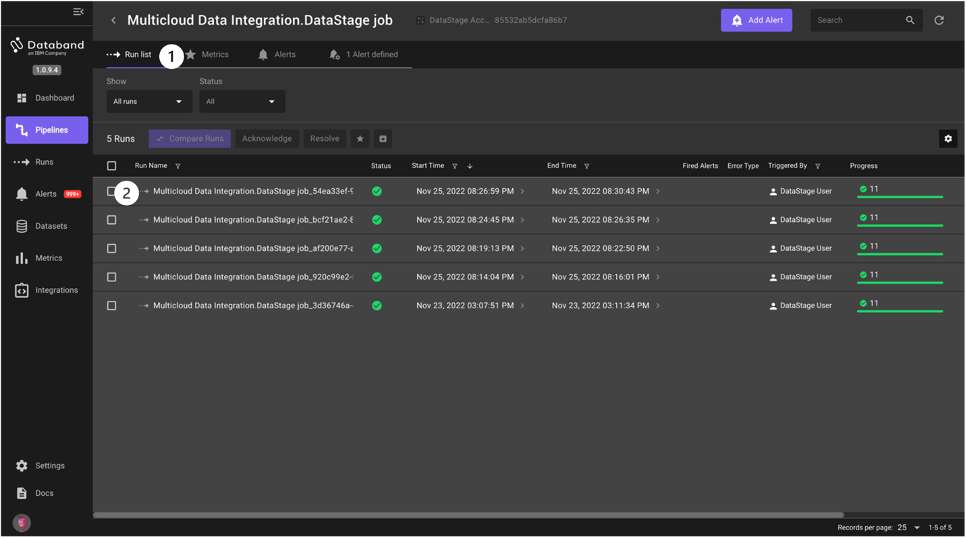 Multicloud Data Integration.DataStage job
DataStage Acc... 85532ab5dcfa86b7
Add Alert
Search
Databand
an IBM Company
1.0.9.4
Dashboard
Pipelines
Runs
Alerts 999+
Datasets
Metrics
Integrations
Settings
Docs
Run list
1
Metrics
Alerts
1 Alert defined
Show
Status
All runs
All
5 Runs
Compare Runs
Acknowledge
Resolve
Run Name Status Start Time End Time Fired Alerts Error Type Triggered By Progress
2
Multicloud Data Integration.DataStage job_54ea33ef-9 Nov 25, 2022 08:26:59 PM Nov 25, 2022 08:30:43 PM DataStage User 11
Multicloud Data Integration.DataStage job_bcf21ae2-8 Nov 25, 2022 08:24:45 PM Nov 25, 2022 08:26:35 PM DataStage User 11
Multicloud Data Integration.DataStage job_af200e77-a Nov 25, 2022 08:19:13 PM Nov 25, 2022 08:22:50 PM DataStage User 11
Multicloud Data Integration.DataStage job_920c99e2- Nov 25, 2022 08:14:04 PM Nov 25, 2022 08:16:01 PM DataStage User 11
Multicloud Data Integration.DataStage job_3d36746a- Nov 23, 2022 03:07:51 PM Nov 23, 2022 03:11:34 PM DataStage User 11
Records per page: 25 1-5 of 5